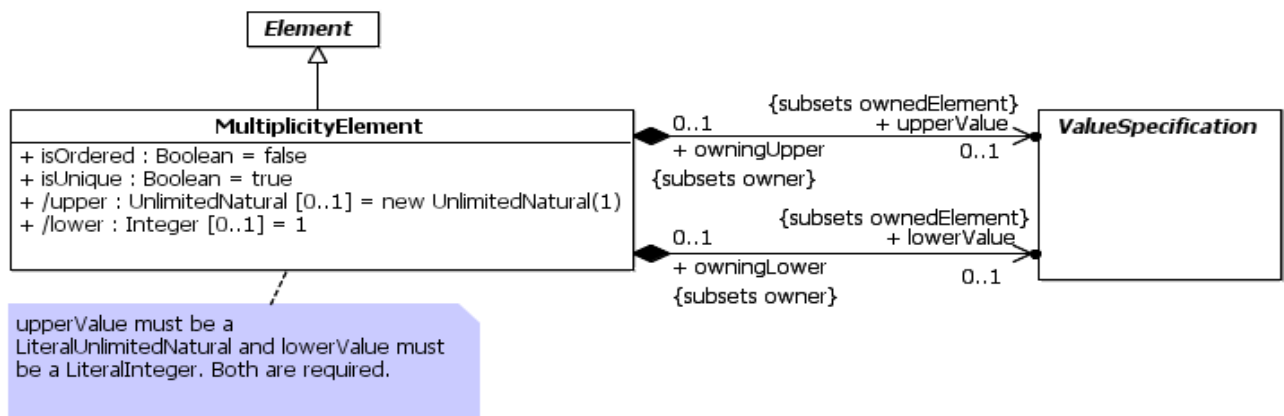 Element
MultiplicityElement
+ isOrdered : Boolean = false
+ isUnique : Boolean = true
+ /upper : UnlimitedNatural [0..1] = new UnlimitedNatural(1)
+ /lower : Integer [0..1] = 1
0..1
+ owningUpper
{subsets owner}
{subsets ownedElement}
+ upperValue
0..1
0..1
+ owningLower
{subsets owner}
{subsets ownedElement}
+ lowerValue
0..1
ValueSpecification
upperValue must be a
LiteralUnlimitedNatural and lowerValue must
be a LiteralInteger. Both are required.